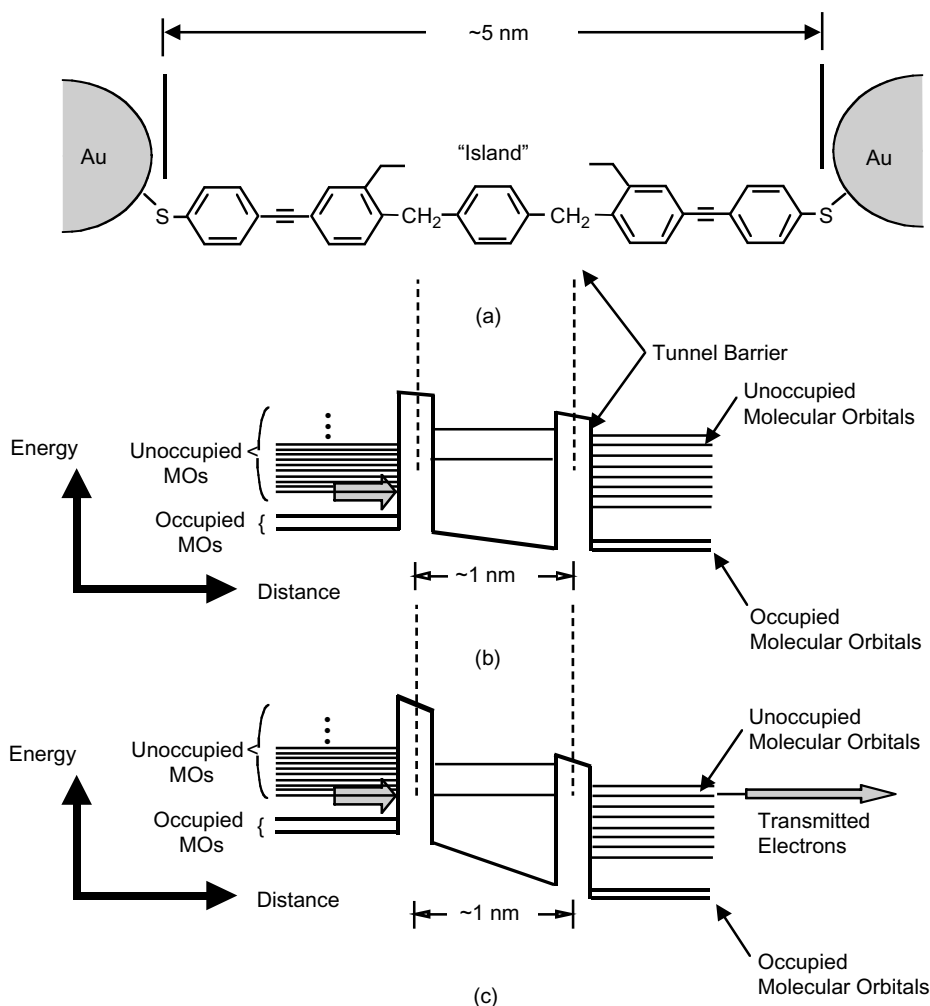 ~5 nm
Au
"Island"
Au
S
CH2
CH2
S
(a)
Tunnel Barrier
Unoccupied
Molecular Orbitals
Energy
Unoccupied
MOs
Occupied
MOs
{
~1 nm
Distance
Occupied
Molecular Orbitals
(b)
Unoccupied
Molecular Orbitals
Energy
Unoccupied
MOs
Transmitted
Electrons
Occupied
MOs
{
Distance
~1 nm
Occupied
Molecular Orbitals
(c)